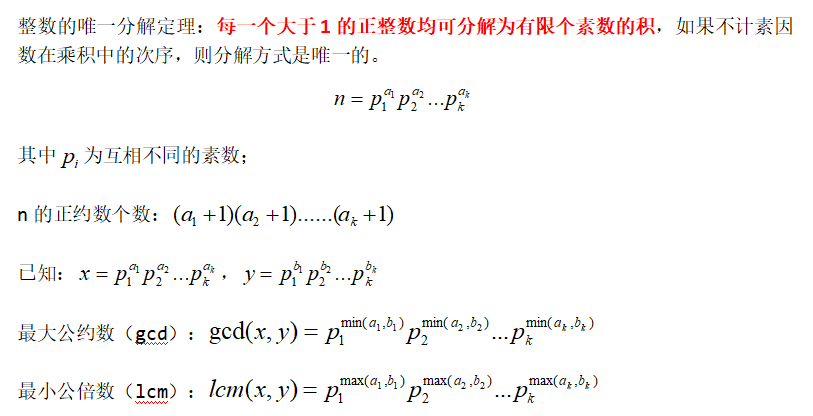 整数的唯一分解定理：每一个大于 1 的正整数均可分解为有限个素数的积，如果不计素因
数在乘积中的次序，则分解方式是唯一的。
n = p_1^{a_1} p_2^{a_2} ... p_k^{a_k}
其中 p_i 为互相不同的素数；
n 的正约数个数：(a_1 +1)(a_2 +1)......(a_k +1)
已知：x = p_1^{a_1} p_2^{a_2} ... p_k^{a_k}，y = p_1^{b_1} p_2^{b_2} ... p_k^{b_k}
最大公约数（gcd）：gcd(x, y) = p_1^{min(a_1,b_1)} p_2^{min(a_2,b_2)} ... p_k^{min(a_k,b_k)}
最小公倍数（lcm）：lcm(x, y) = p_1^{max(a_1,b_1)} p_2^{max(a_2,b_2)} ... p_k^{max(a_k,b_k)}